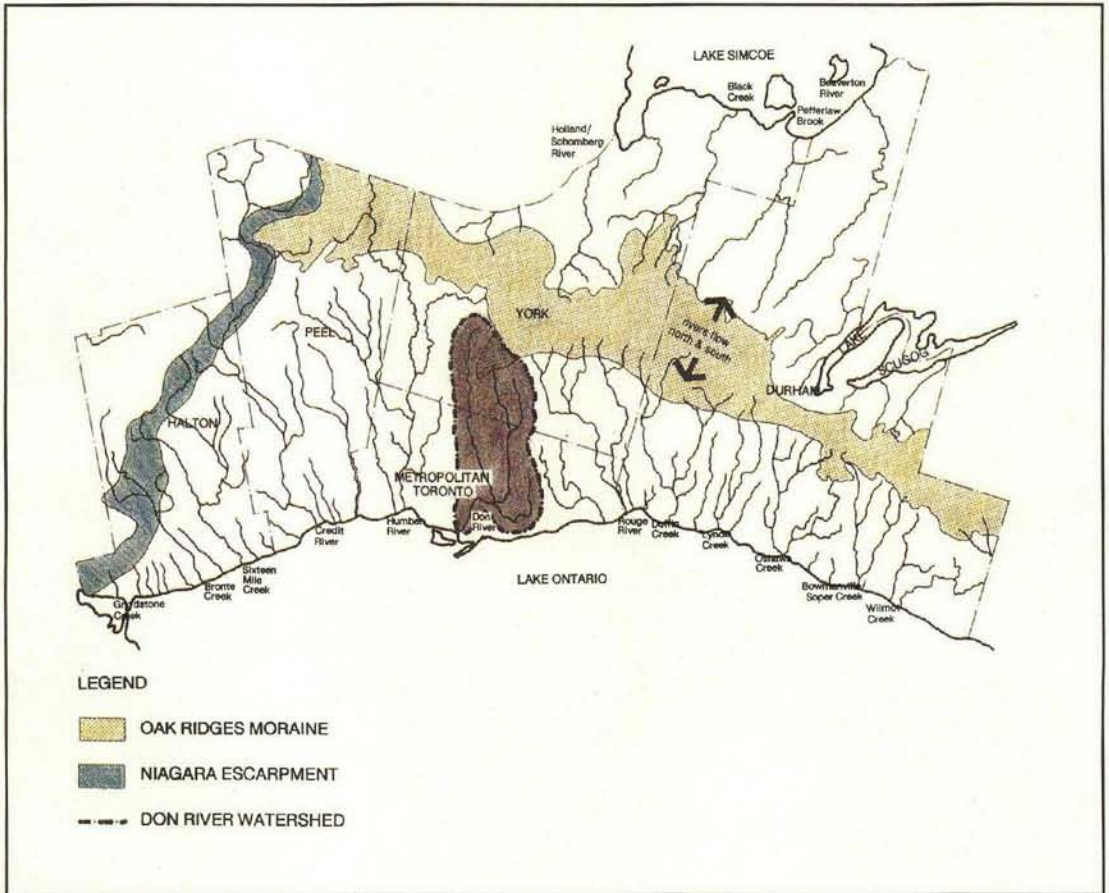 LAKE SIMCOE
Black
Creek
Beaverton
River
Pefferlaw
Brook
Holland/
Schomberg
River
YORK
PEEL
rivers flow
north & south
LAKE
SCUGOG
DURHAM
HALTON
METROPOLITAN
TORONTO
Don
River
Credit
River
Humber
River
Rouge
River
Duffin
Creek
Lynde
Creek
Oshawa
Creek
Bowmanville/
Soper Creek
Wilmot
Creek
Sixteen
Mile
Creek
Bronte
Creek
Grindstone
Creek
LAKE ONTARIO
LEGEND
OAK RIDGES MORAINE
NIAGARA ESCARPMENT
DON RIVER WATERSHED